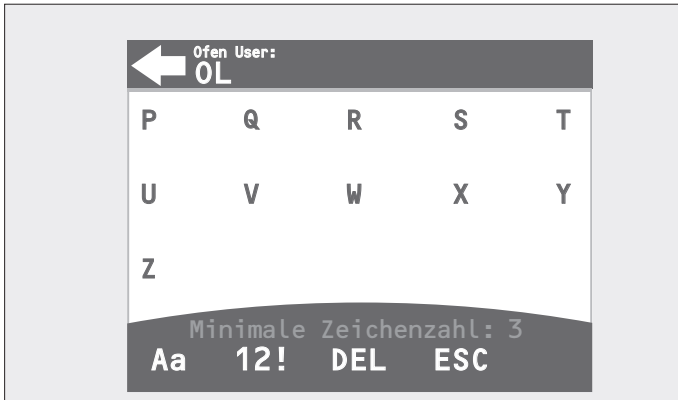 Ofen User:
OL
P Q R S T
U V W X Y
Z
Minimale Zeichenzahl: 3
Aa 12! DEL ESC